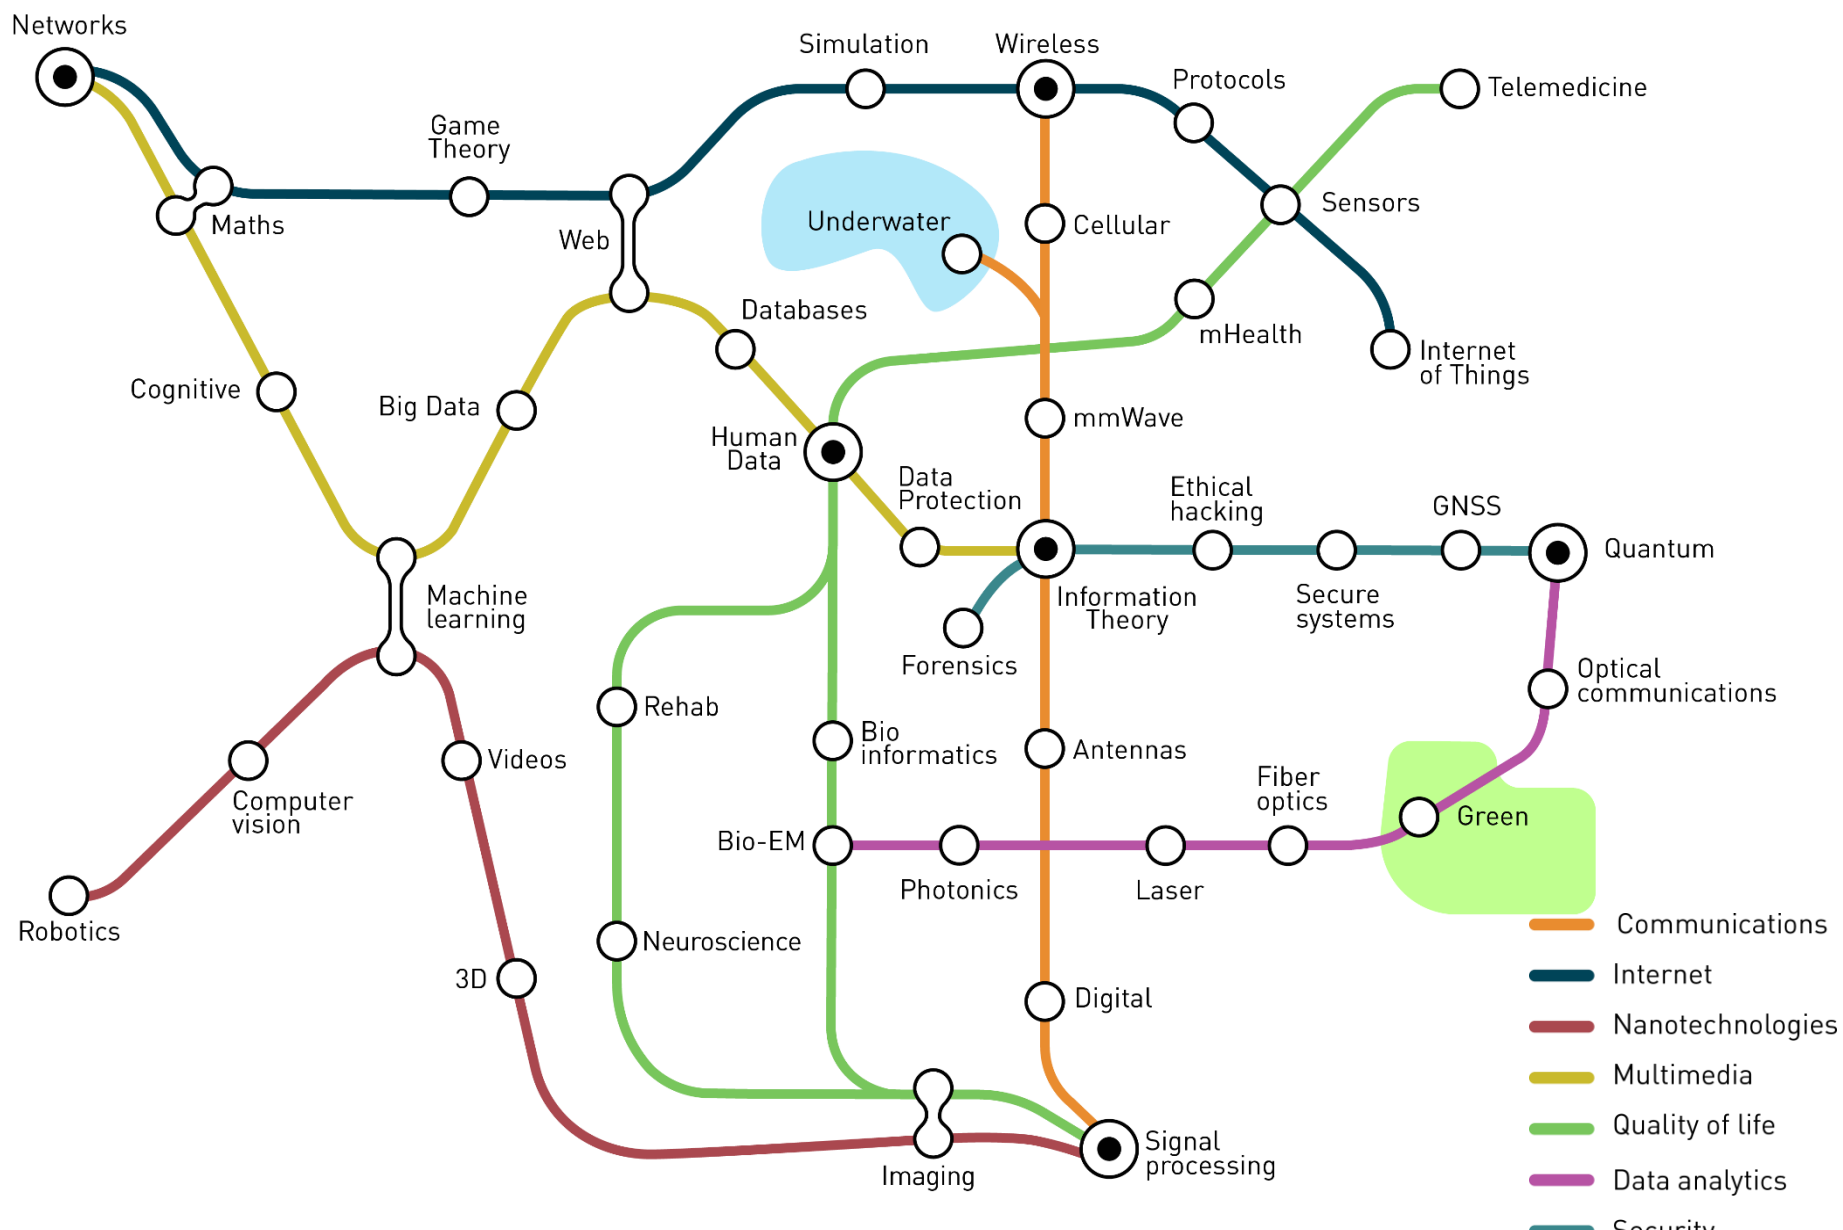 Networks
Simulation
Wireless
Protocols
Telemedicine
Game
Theory
Maths
Web
Underwater
Cellular
Sensors
Databases
mHealth
Internet
of Things
Cognitive
Big Data
mmWave
Human
Data
Data
Protection
Ethical
hacking
GNSS
Quantum
Machine
learning
Information
Theory
Secure
systems
Forensics
Optical
communications
Rehab
Bio
informatics
Antennas
Videos
Computer
vision
Fiber
optics
Green
Bio-EM
Photonics
Laser
Robotics
Neuroscience
3D
Digital
Imaging
Signal
processing
Communications
Internet
Nanotechnologies
Multimedia
Quality of life
Data analytics
Security